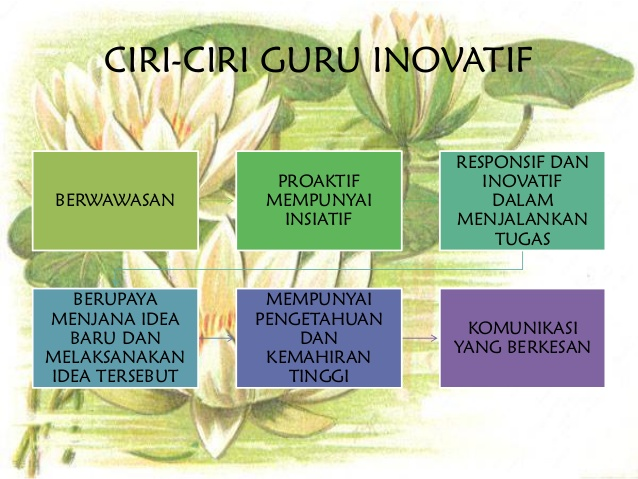 CIRI-CIRI GURU INOVATIF
BERWAWASAN
PROAKTIF
MEMPUNYAI
INSIATIF
RESPONSIF DAN
INOVATIF
DALAM
MENJALANKAN
TUGAS
BERUPAYA
MENJANA IDEA
BARU DAN
MELAKSANAKAN
IDEA TERSEBUT
MEMPUNYAI
PENGETAHUAN
DAN
KEMAHIRAN
TINGGI
KOMUNIKASI
YANG BERKESAN